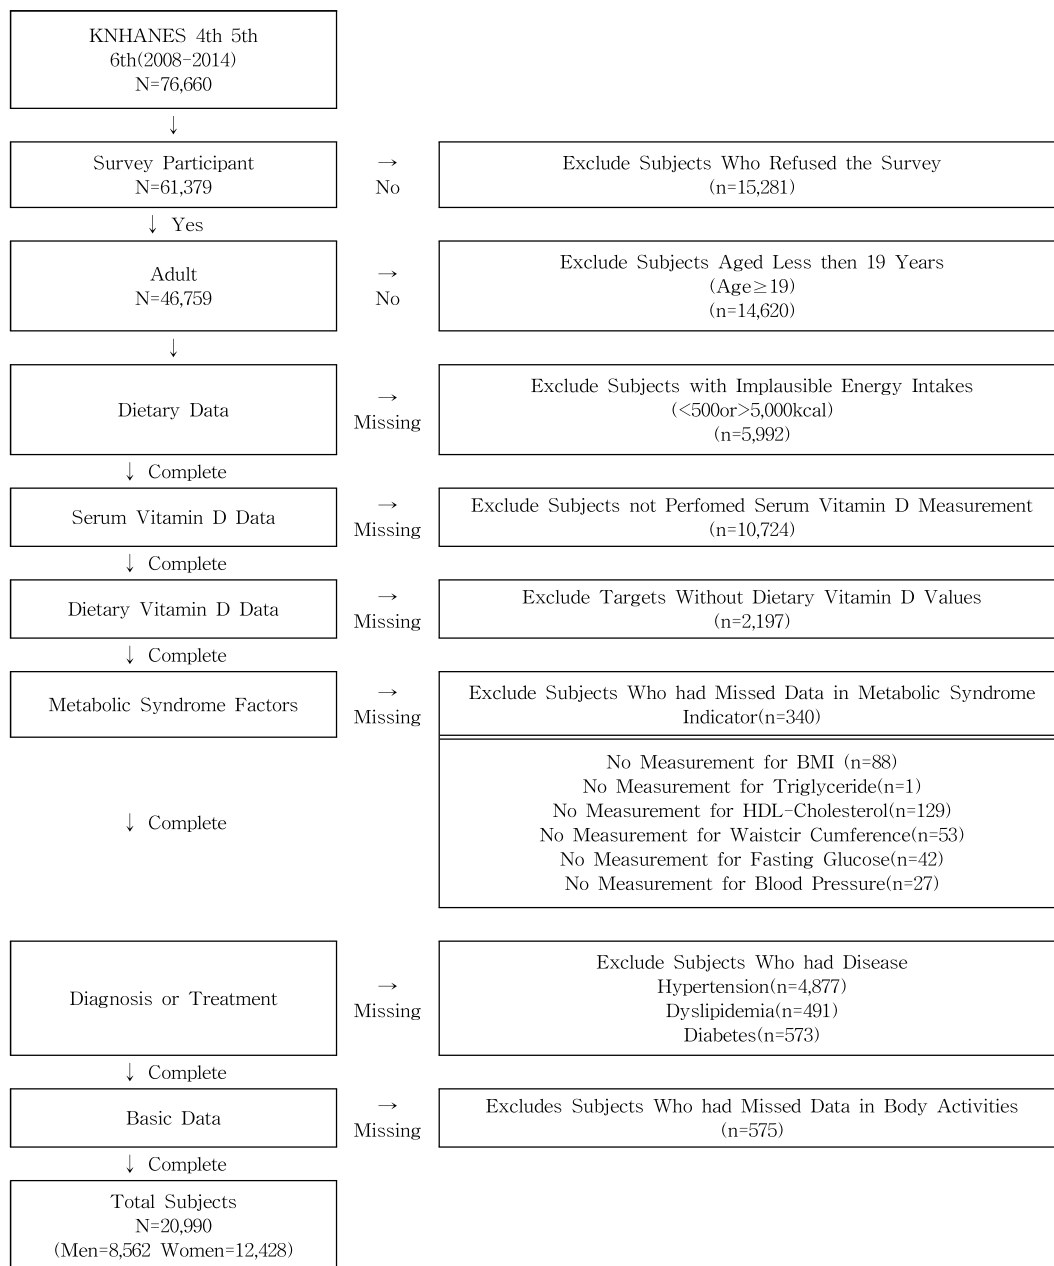 KNHANES 4th 5th
6th(2008-2014)
N=76,660
↓
Survey Participant
N=61,379
→
No
Exclude Subjects Who Refused the Survey
(n=15,281)
↓ Yes
Adult
N=46,759
→
No
Exclude Subjects Aged Less then 19 Years
(Age≥19)
(n=14,620)
↓
Dietary Data
→
Missing
Exclude Subjects with Implausible Energy Intakes
(<500or>5,000kcal)
(n=5,992)
↓ Complete
Serum Vitamin D Data
→
Missing
Exclude Subjects not Perfomed Serum Vitamin D Measurement
(n=10,724)
↓ Complete
Dietary Vitamin D Data
→
Missing
Exclude Targets Without Dietary Vitamin D Values
(n=2,197)
↓ Complete
Metabolic Syndrome Factors
→
Missing
Exclude Subjects Who had Missed Data in Metabolic Syndrome
Indicator(n=340)
↓ Complete
No Measurement for BMI (n=88)
No Measurement for Triglyceride(n=1)
No Measurement for HDL-Cholesterol(n=129)
No Measurement for Waistcir Cumference(n=53)
No Measurement for Fasting Glucose(n=42)
No Measurement for Blood Pressure(n=27)
Diagnosis or Treatment
→
Missing
Exclude Subjects Who had Disease
Hypertension(n=4,877)
Dyslipidemia(n=491)
Diabetes(n=573)
↓ Complete
Basic Data
→
Missing
Excludes Subjects Who had Missed Data in Body Activities
(n=575)
↓ Complete
Total Subjects
N=20,990
(Men=8,562 Women=12,428)